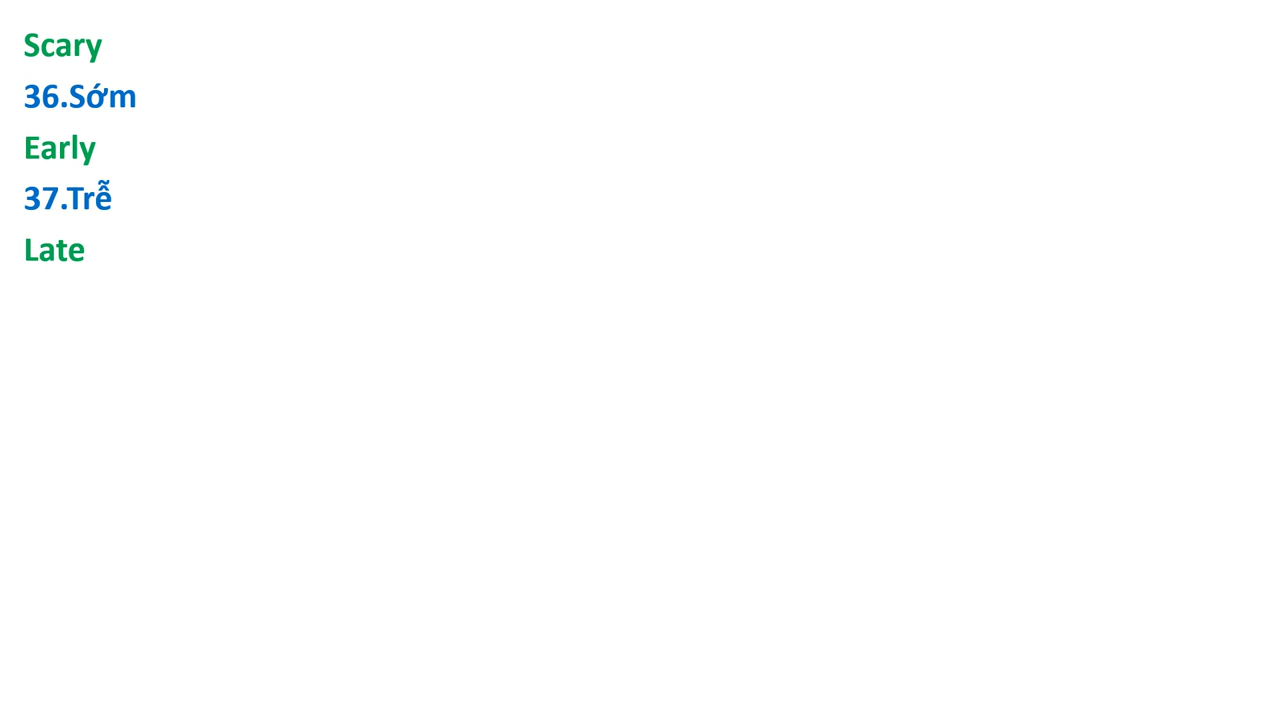 Scary
36.Sớm
Early
37.Trễ
Late